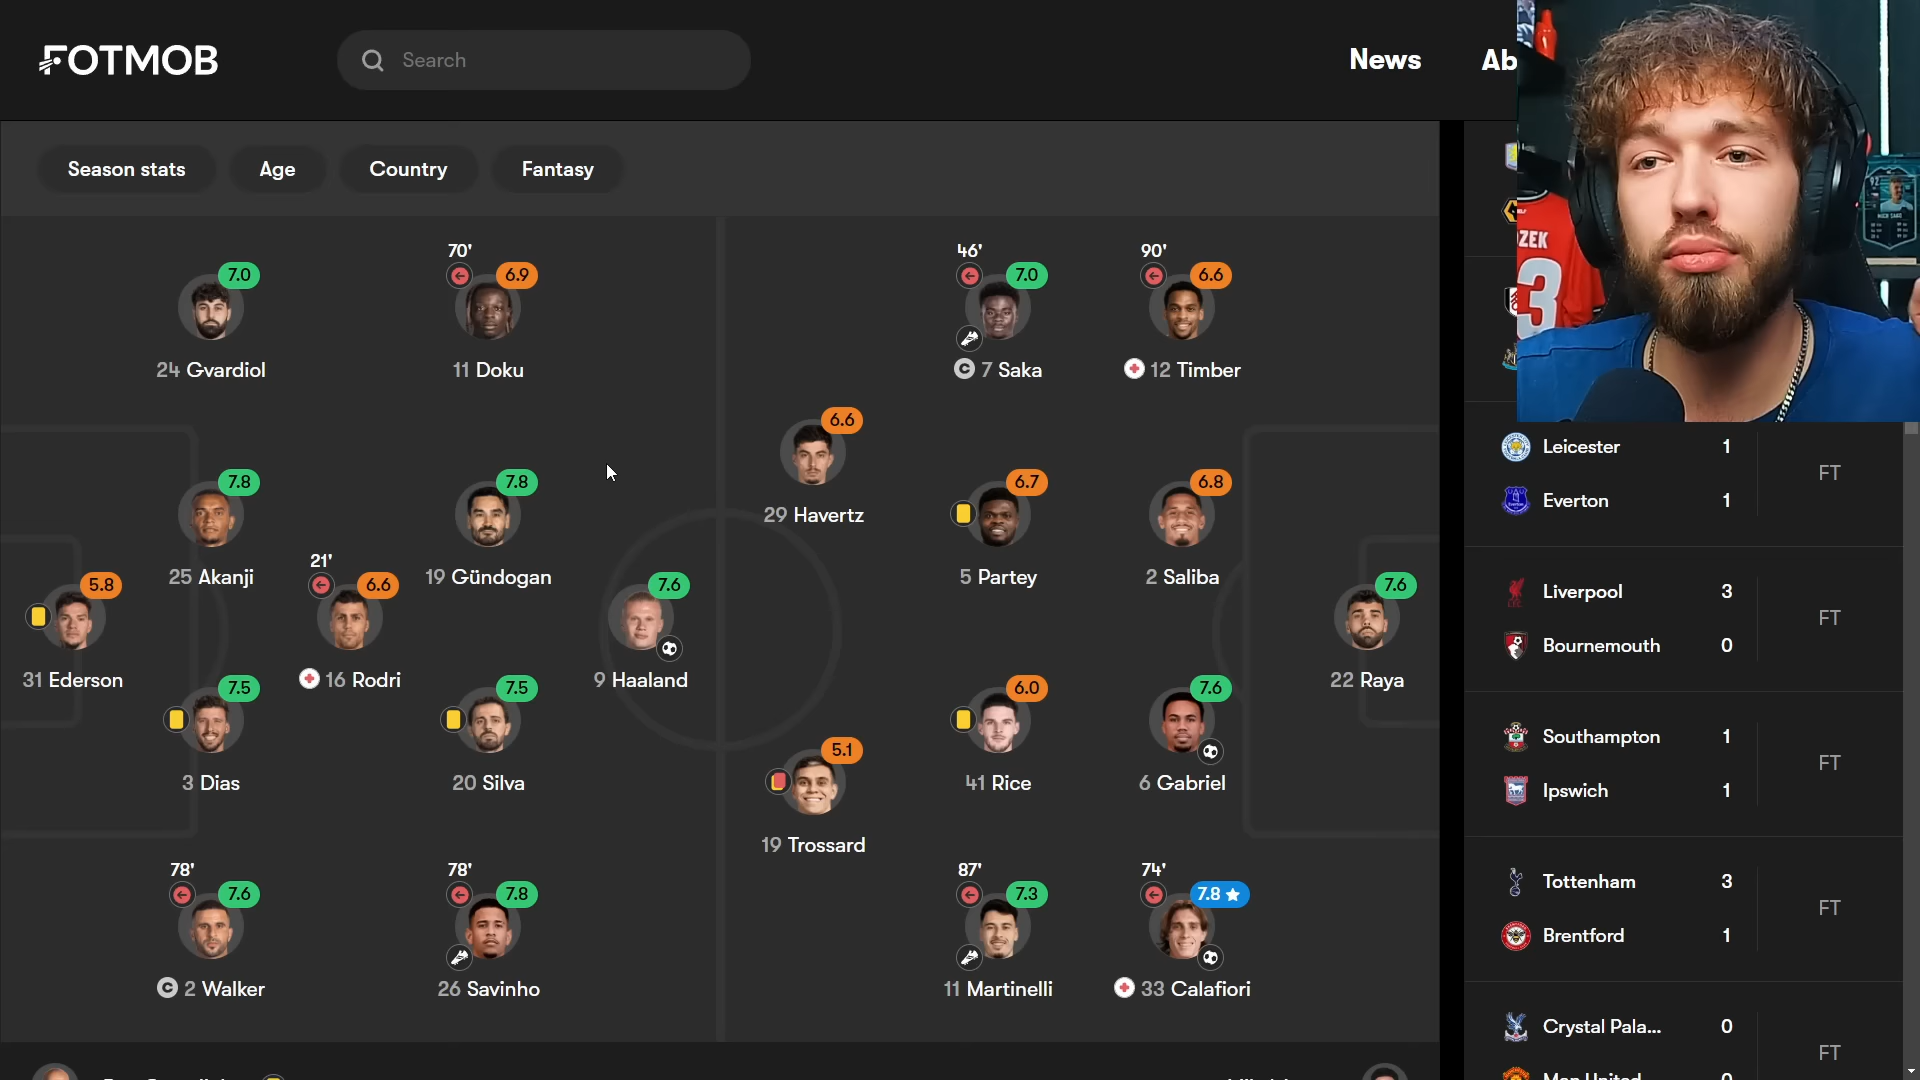 FOTMOB
Search
News
Ab
Season stats
Age
Country
Fantasy
7.0
24 Gvardiol
70'
6.9
11 Doku
46'
7.0
C 7 Saka
90'
6.6
12 Timber
6.6
29 Havertz
7.8
25 Akanji
7.8
19 Gündogan
6.7
5 Partey
6.8
2 Saliba
5.8
31 Ederson
21'
6.6
16 Rodri
7.6
9 Haaland
7.6
22 Raya
7.5
3 Dias
7.5
20 Silva
5.1
19 Trossard
6.0
41 Rice
7.6
6 Gabriel
78'
7.6
C 2 Walker
78'
7.8
26 Savinho
87'
7.3
11 Martinelli
74'
7.8
33 Calafiori
ZEK
3
92
Leicester 1
Everton 1
FT
Liverpool 3
Bournemouth 0
FT
Southampton 1
Ipswich 1
FT
Tottenham 3
Brentford 1
FT
Crystal Pala... 0
Man United 0
FT